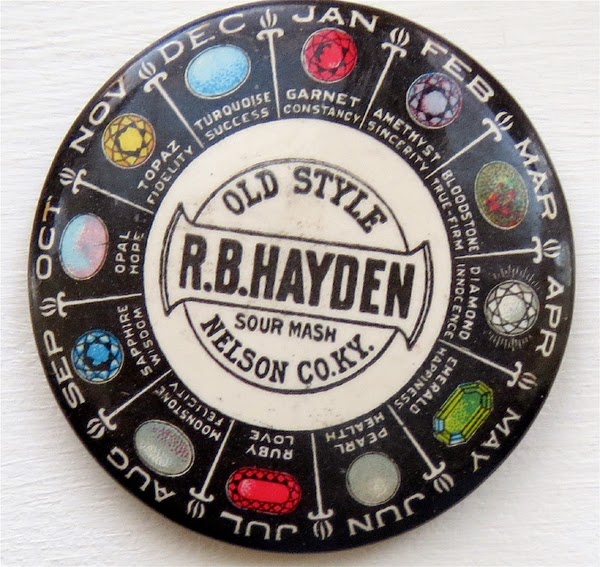 JAN
GARNET
CONSTANCY
FEB
AMETHYST
SINCERITY
MAR
BLOODSTONE
TRUE-FIRM
APR
DIAMOND
INNOCENCE
MAY
EMERALD
HAPPINESS
JUN
PEARL
HEALTH
JUL
RUBY
LOVE
AUG
MOONSTONE
FELICITY
SEP
SAPPHIRE
WISDOM
OCT
OPAL
HOPE
NOV
TOPAZ
FIDELITY
DEC
TURQUOISE
SUCCESS
OLD STYLE
R.B.HAYDEN
SOUR MASH
NELSON CO.KY.